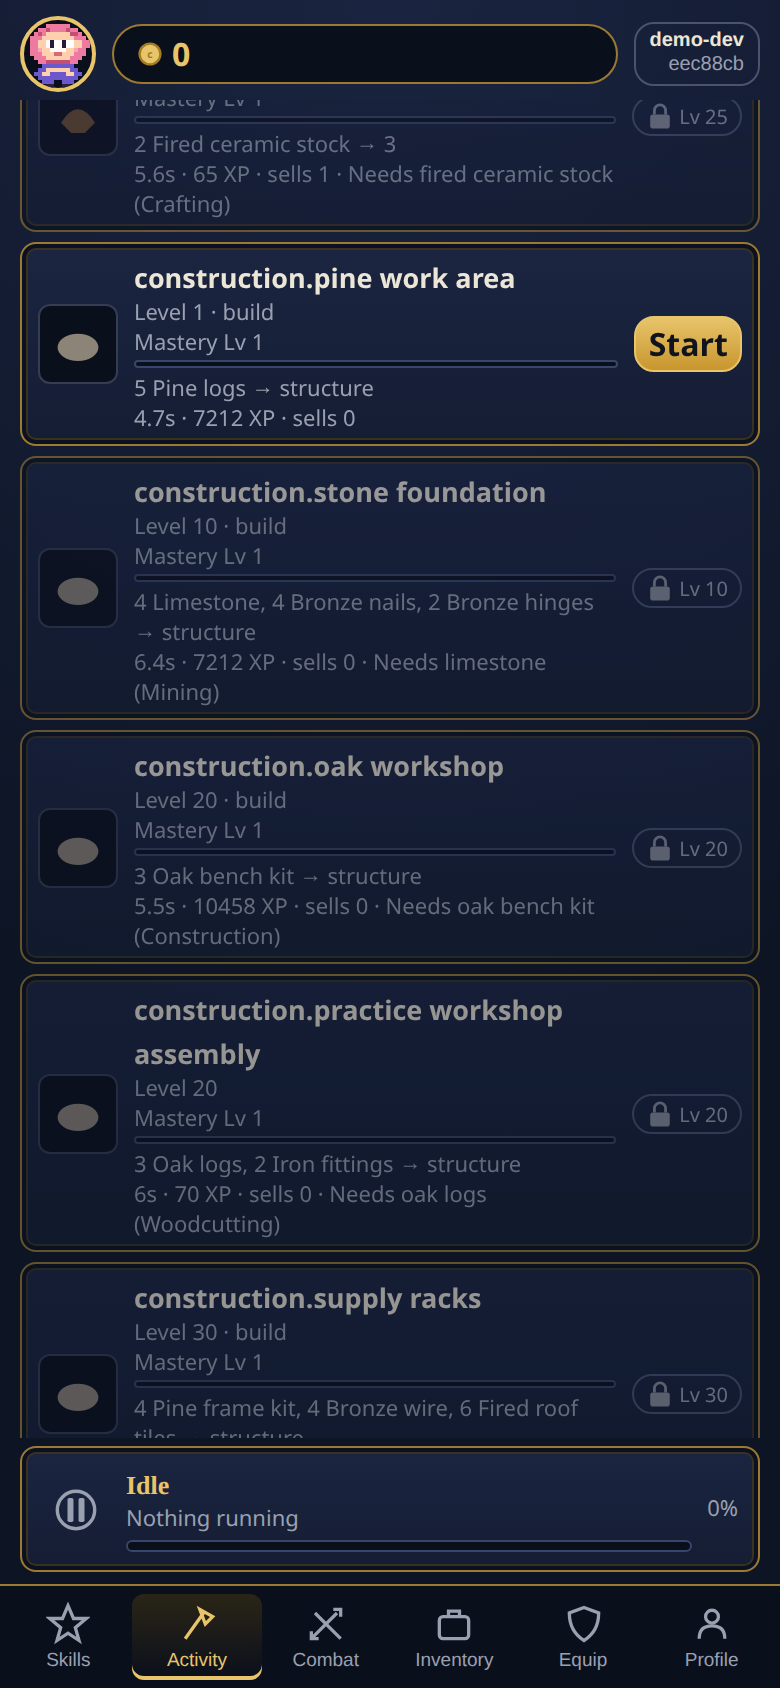 0
demo-dev
eec88cb
Mastery Lv 1
Lv 25
2 Fired ceramic stock → 3
5.6s · 65 XP · sells 1 · Needs fired ceramic stock
(Crafting)
construction.pine work area
Level 1 · build
Mastery Lv 1
Start
5 Pine logs → structure
4.7s · 7212 XP · sells 0
construction.stone foundation
Level 10 · build
Mastery Lv 1
Lv 10
4 Limestone, 4 Bronze nails, 2 Bronze hinges
→ structure
6.4s · 7212 XP · sells 0 · Needs limestone
(Mining)
construction.oak workshop
Level 20 · build
Mastery Lv 1
Lv 20
3 Oak bench kit → structure
5.5s · 10458 XP · sells 0 · Needs oak bench kit
(Construction)
construction.practice workshop
assembly
Level 20
Mastery Lv 1
Lv 20
3 Oak logs, 2 Iron fittings → structure
6s · 70 XP · sells 0 · Needs oak logs
(Woodcutting)
construction.supply racks
Level 30 · build
Mastery Lv 1
Lv 30
4 Pine frame kit, 4 Bronze wire, 6 Fired roof
tiles → structure
Idle
Nothing running
0%
Skills
Activity
Combat
Inventory
Equip
Profile